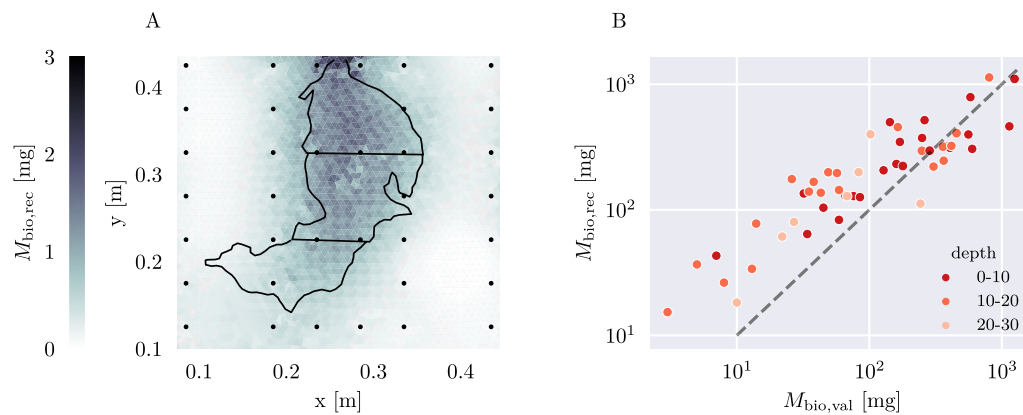 A
3
2
1
0
M_bio,rec [mg]
0.4
0.3
0.2
0.1
y [m]
0.1 0.2 0.3 0.4
x [m]
B
10^3
10^2
10^1
M_bio,rec [mg]
depth
0-10
10-20
20-30
10^1 10^2 10^3
M_bio,val [mg]